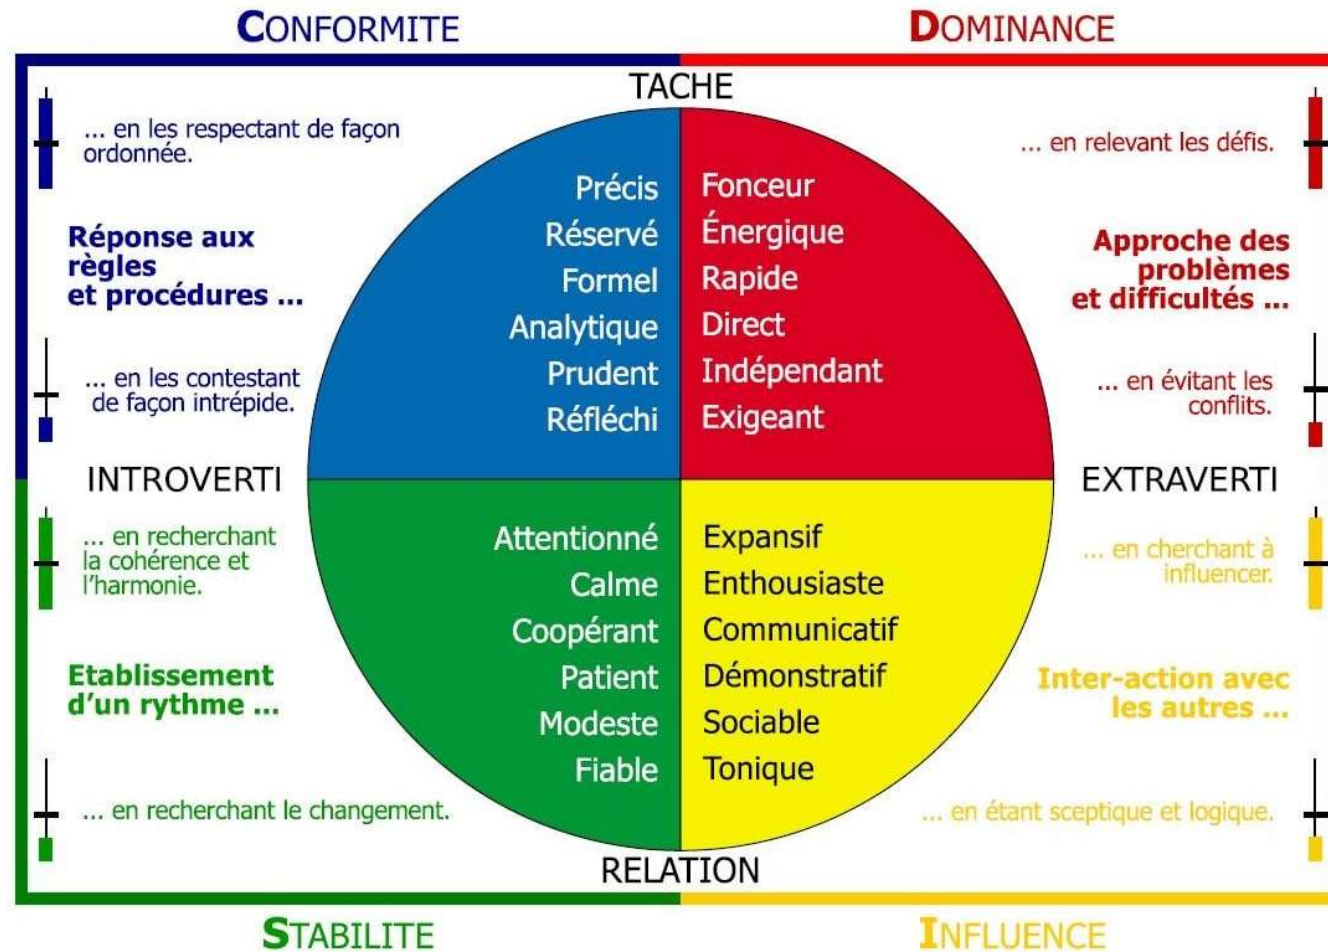 CONFORMITE
DOMINANCE
TACHE
... en les respectant de façon
ordonnée.
Réponse aux
règles
et procédures ...
... en les contestant
de façon intrépide.
Précis
Réservé
Formel
Analytique
Prudent
Réfléchi
Fonceur
Énergique
Rapide
Direct
Indépendant
Exigeant
... en relevant les défis.
Approche des
problèmes
et difficultés ...
... en évitant les
conflits.
INTROVERTI
EXTRAVERTI
... en recherchant
la cohérence et
l'harmonie.
Etablissement
d'un rythme ...
... en recherchant le changement.
Attentionné
Calme
Coopérant
Patient
Modeste
Fiable
Expansif
Enthousiaste
Communicatif
Démonstratif
Sociable
Tonique
... en cherchant à
influencer.
Inter-action avec
les autres ...
... en étant sceptique et logique.
RELATION
STABILITE
INFLUENCE